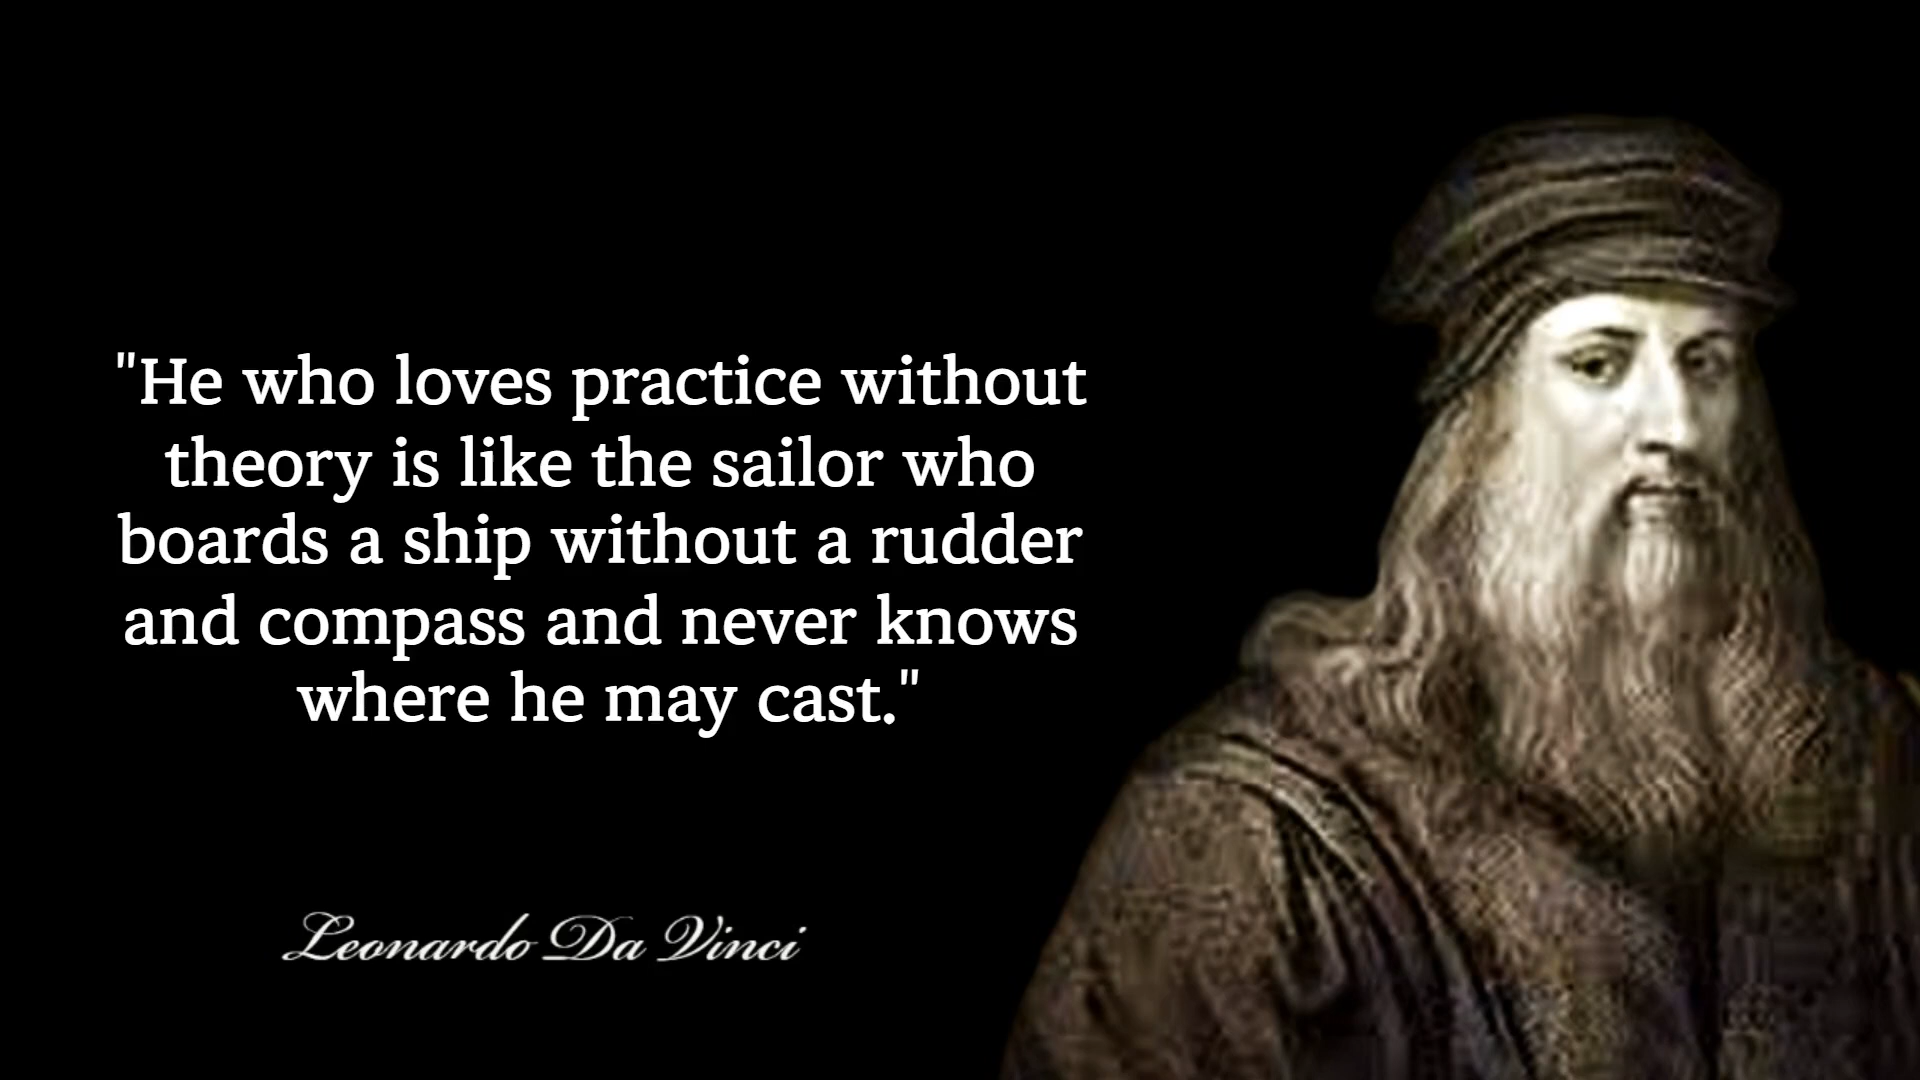 "He who loves practice without
theory is like the sailor who
boards a ship without a rudder
and compass and never knows
where he may cast."
Leonardo Da Vinci